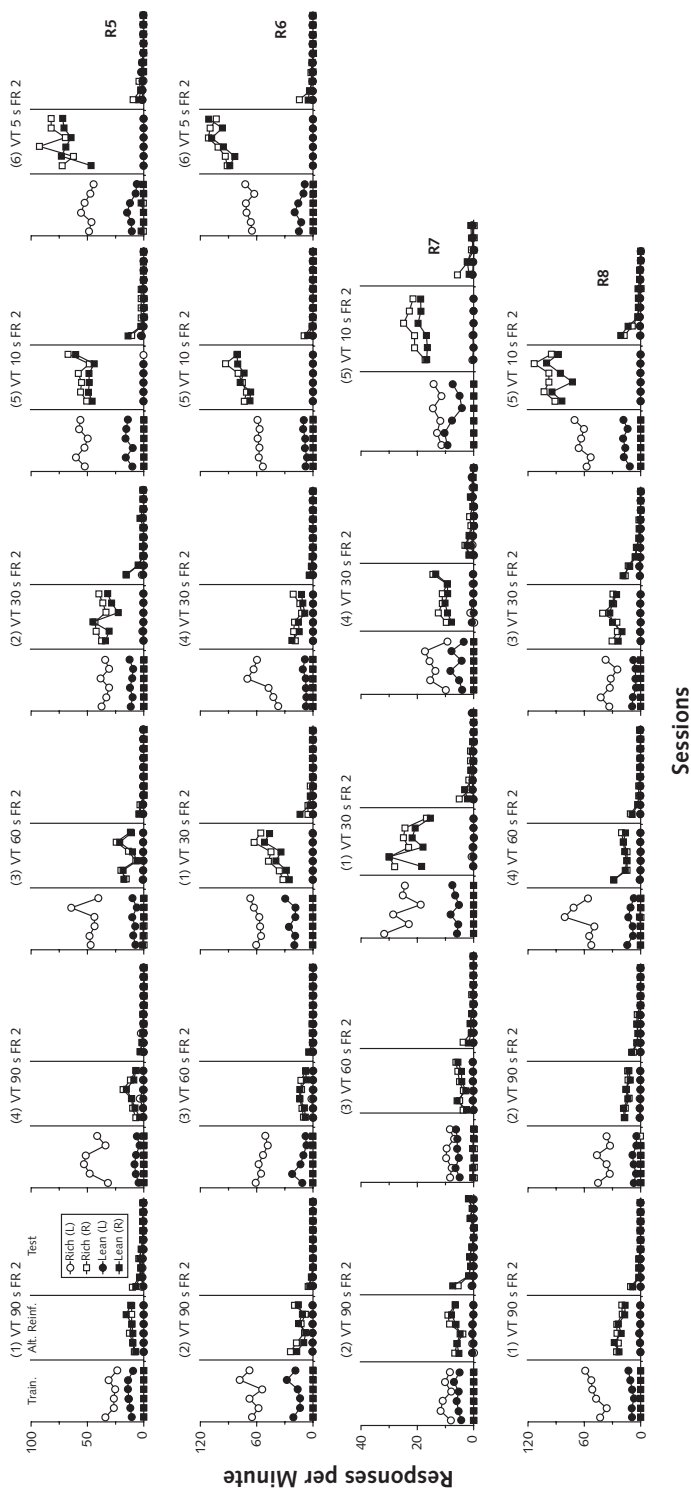 (1) VT 90 s FR 2 (4) VT 90 s FR 2 (3) VT 60 s FR 2 (2) VT 30 s FR 2 (5) VT 10 s FR 2 (6) VT 5 s FR 2
Train. Alt. Reinf. Test
Rich (L)
Rich (R)
Lean (L)
Lean (R)
R5
100
50
0
(2) VT 90 s FR 2 (3) VT 60 s FR 2 (1) VT 30 s FR 2 (4) VT 30 s FR 2 (5) VT 10 s FR 2 (6) VT 5 s FR 2
R6
120
60
0
(2) VT 90 s FR 2 (3) VT 60 s FR 2 (1) VT 30 s FR 2 (4) VT 30 s FR 2 (5) VT 10 s FR 2
R7
40
20
0
(1) VT 90 s FR 2 (2) VT 90 s FR 2 (4) VT 60 s FR 2 (3) VT 30 s FR 2 (5) VT 10 s FR 2
R8
120
60
0
Responses per Minute
Sessions